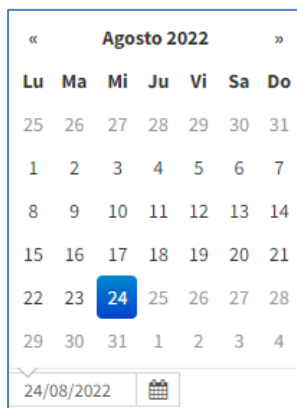 « Agosto 2022 »
Lu Ma Mi Ju Vi Sa Do
25 26 27 28 29 30 31
1 2 3 4 5 6 7
8 9 10 11 12 13 14
15 16 17 18 19 20 21
22 23 24 25 26 27 28
29 30 31 1 2 3 4
24/08/2022